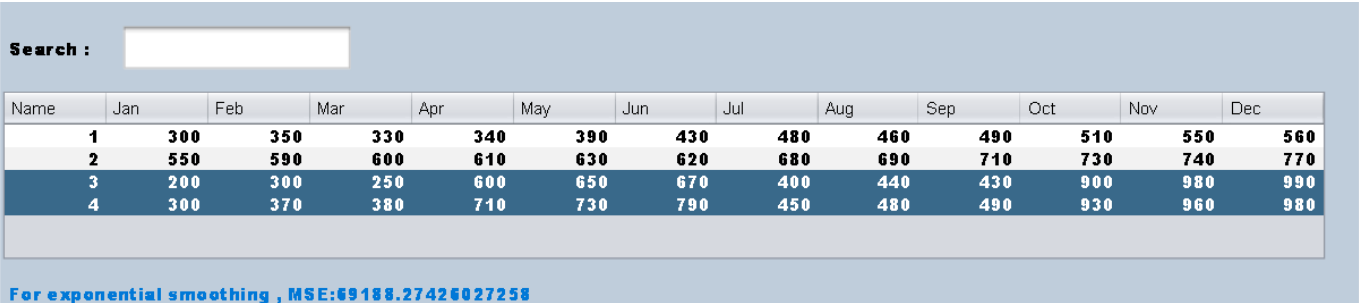 Search :
Name Jan Feb Mar Apr May Jun Jul Aug Sep Oct Nov Dec
1 300 350 330 340 390 430 480 460 490 510 550 560
2 550 590 600 610 630 620 680 690 710 730 740 770
3 200 300 250 600 650 670 400 440 430 900 980 990
4 300 370 380 710 730 790 450 480 490 930 960 980
For exponential smoothing , MSE:69188.27426027258